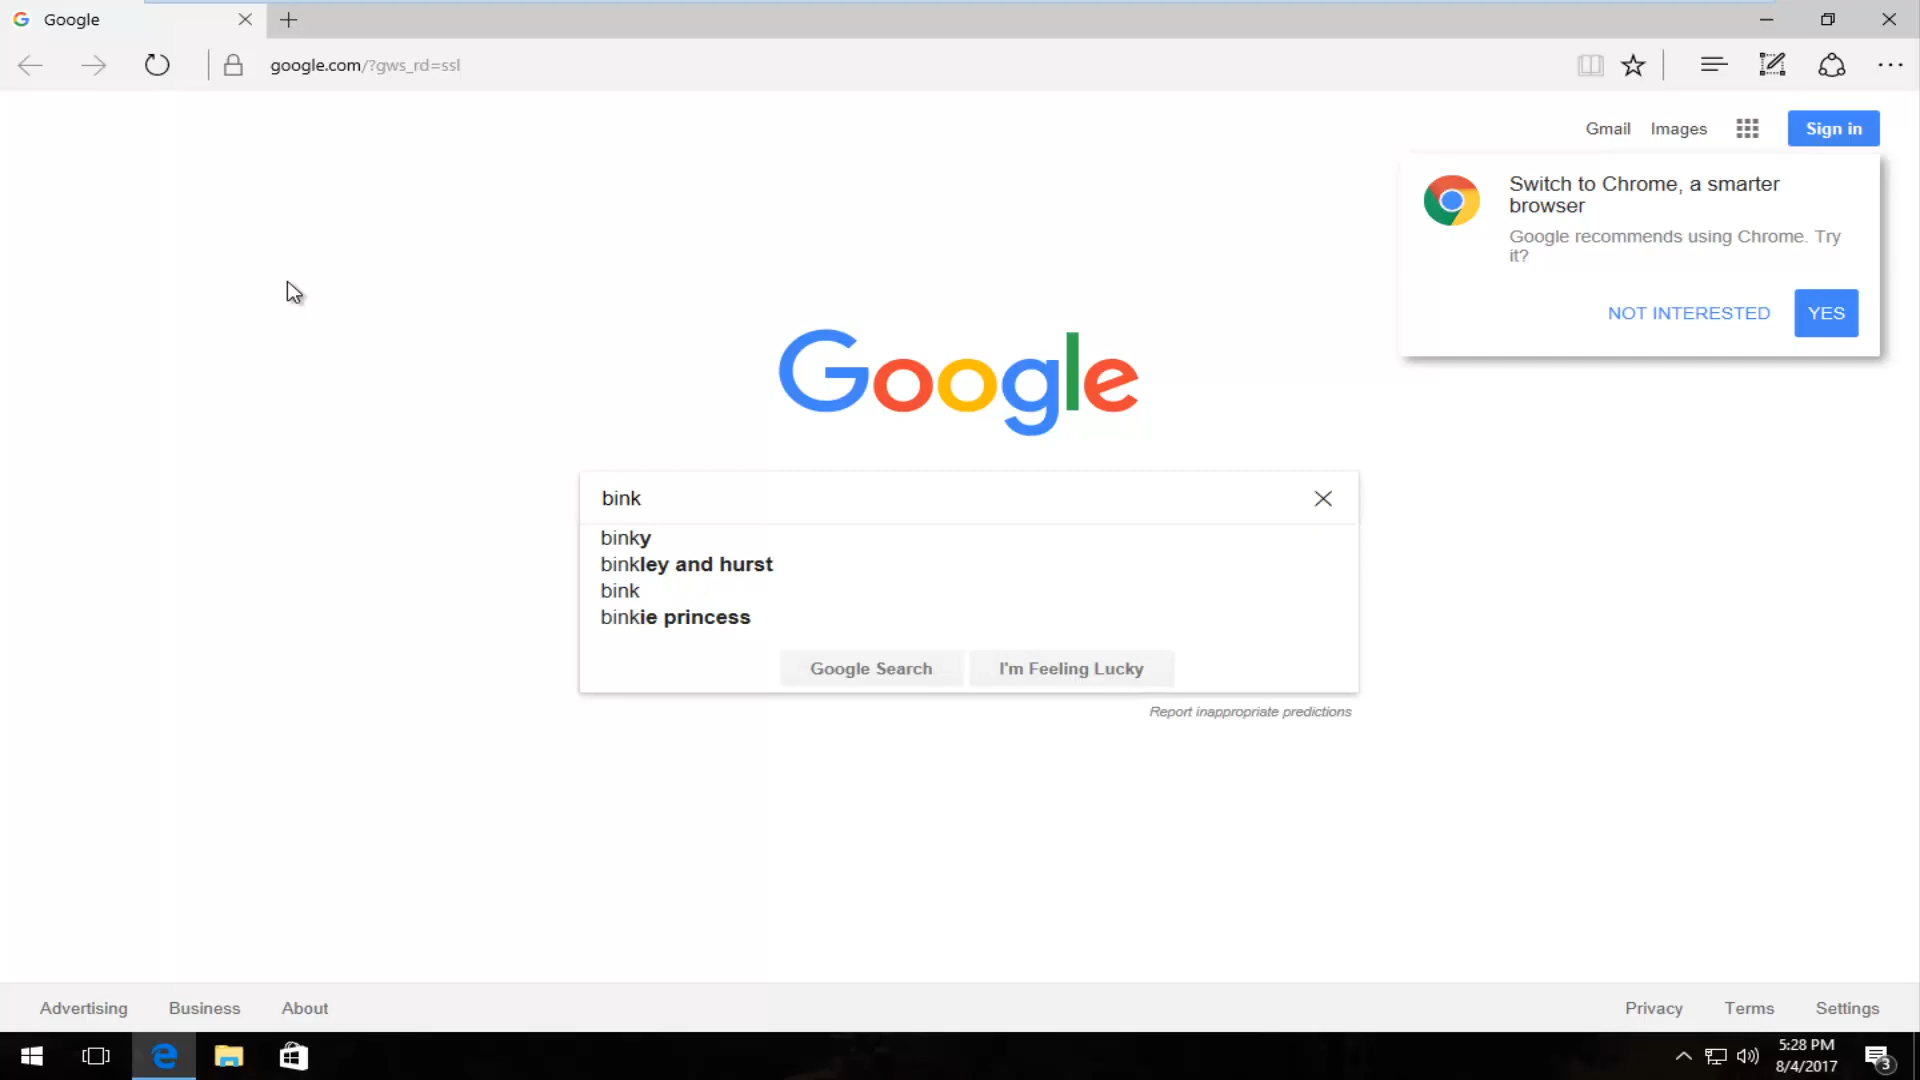 Google
google.com/?gws_rd=ssl
Gmail Images Sign in
Switch to Chrome, a smarter
browser
Google recommends using Chrome. Try
it?
NOT INTERESTED YES
Google
bink
binky
binkley and hurst
bink
binkie princess
Google Search I'm Feeling Lucky
Report inappropriate predictions
Advertising Business About Privacy Terms Settings
5:28 PM
8/4/2017
3